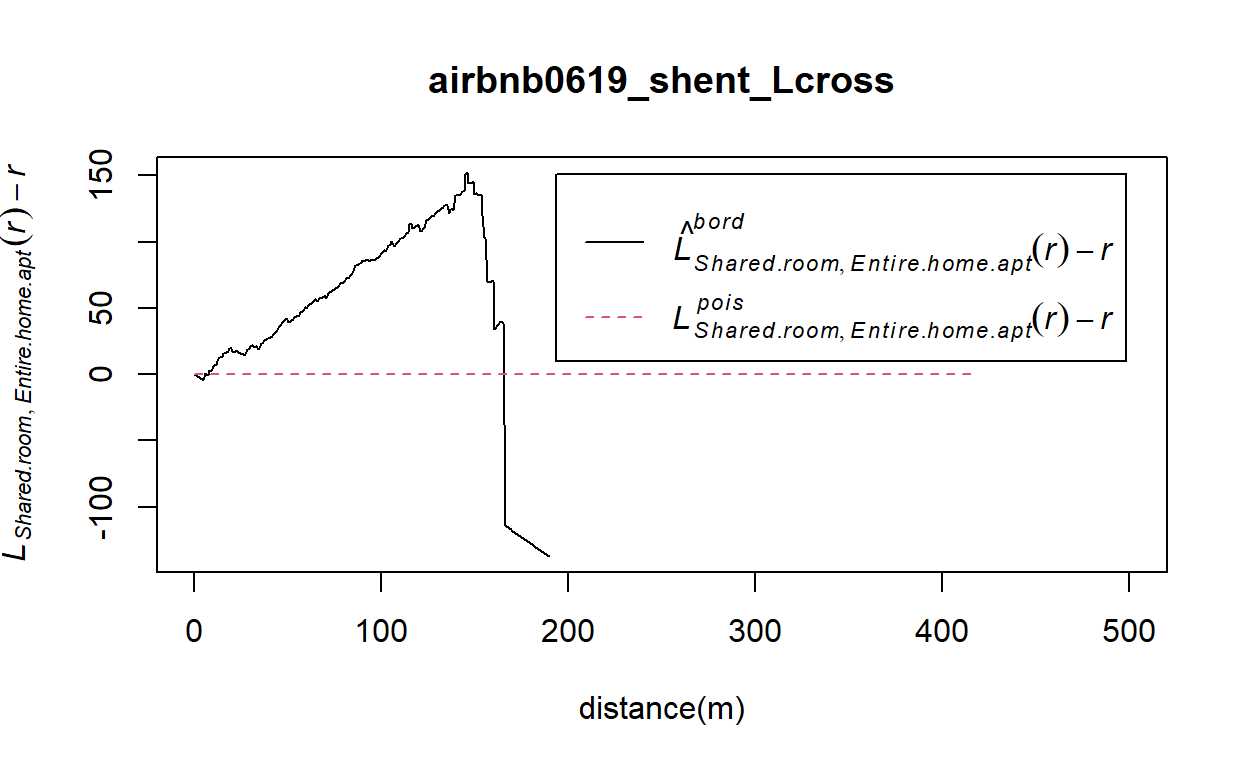 airbnb0619_shent_Lcross
L Shared.room, Entire.home.apt(r) − r
150
50
0
-100
L̂ bord Shared.room, Entire.home.apt(r) − r
L pois Shared.room, Entire.home.apt(r) − r
0 100 200 300 400 500
distance(m)